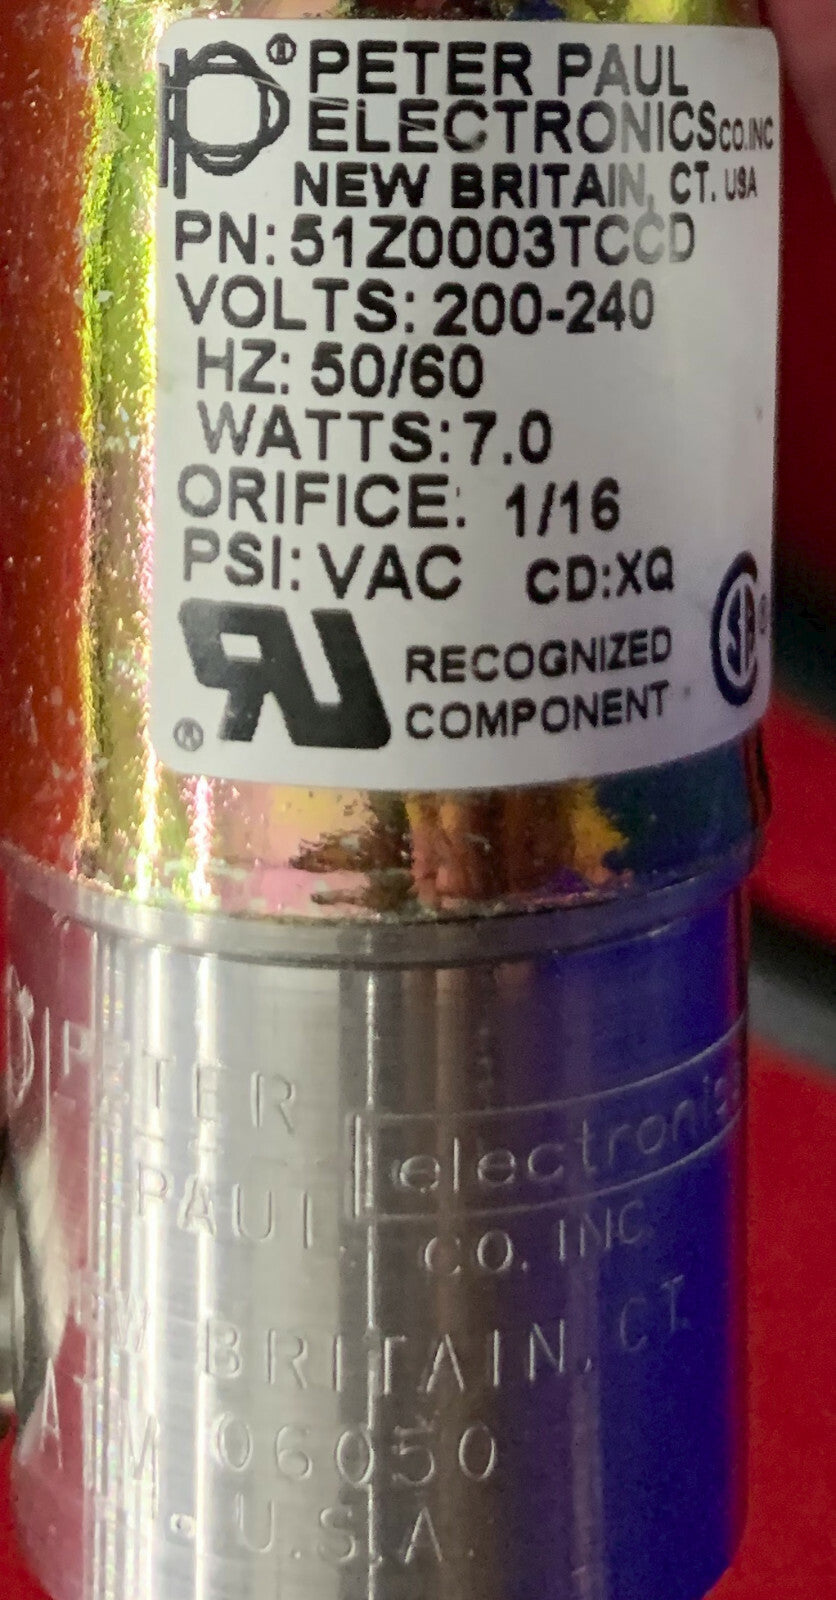 PETER PAUL
ELECTRONICS CO.INC
NEW BRITAIN, CT. USA
PN: 51Z0003TCCD
VOLTS: 200-240
HZ: 50/60
WATTS: 7.0
ORIFICE: 1/16
PSI: VAC CD:XQ
RECOGNIZED
COMPONENT
PETER
PAUL electronics
CO. INC
BRITAIN, CT.
06050
U.S.A.